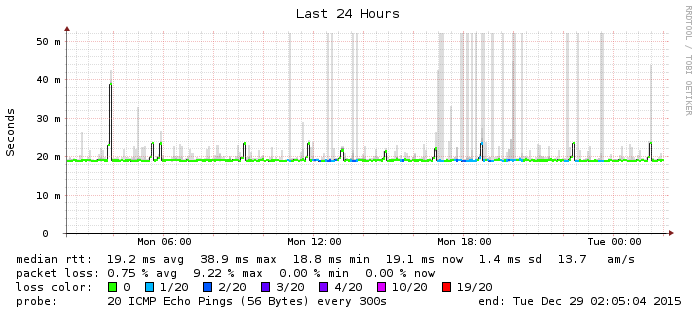 Last 24 Hours
RRDTOOL / TOBI OETIKER
Seconds
50 m
40 m
30 m
20 m
10 m
0
Mon 06:00 Mon 12:00 Mon 18:00 Tue 00:00
median rtt: 19.2 ms avg 38.9 ms max 18.8 ms min 19.1 ms now 1.4 ms sd 13.7 am/s
packet loss: 0.75 % avg 9.22 % max 0.00 % min 0.00 % now
loss color: 0 1/20 2/20 3/20 4/20 10/20 19/20
probe: 20 ICMP Echo Pings (56 Bytes) every 300s end: Tue Dec 29 02:05:04 2015